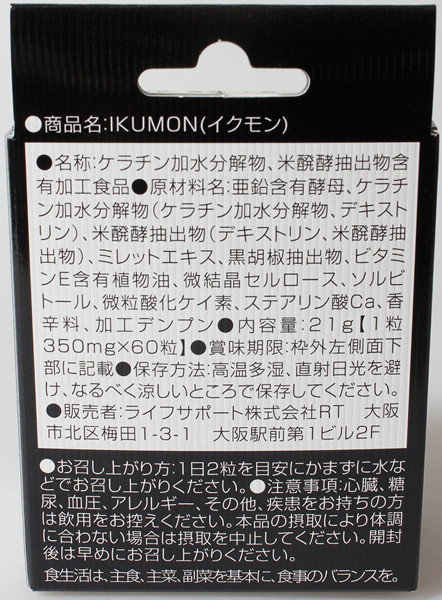 ●商品名:IKUMON(イクモン)
●名称:ケラチン加水分解物、米醗酵抽出物含
有加工食品●原材料名:亜鉛含有酵母、ケラチ
ン加水分解物(ケラチン加水分解物、デキスト
リン)、米醗酵抽出物(デキストリン、米醗酵抽
出物)、ミレットエキス、黒胡椒抽出物、ビタミ
ンE含有植物油、微結晶セルロース、ソルビ
トール、微粒酸化ケイ素、ステアリン酸Ca、香
辛料、加工デンプン●内容量:21g【1粒
350mg×60粒】●賞味期限:枠外左側面下
部に記載●保存方法:高温多湿、直射日光を避
け、なるべく涼しいところで保存してください。
●販売者:ライフサポート株式会社RT 大阪
市北区梅田1-3-1 大阪駅前第1ビル2F
●お召し上がり方:1日2粒を目安にかまずに水な
どでお召し上がりください。●注意事項:心臓、糖
尿、血圧、アレルギー、その他、疾患をお持ちの方
は飲用をお控えください。本品の摂取により体調
に合わない場合は摂取を中止してください。開封
後は早めにお召し上がりください。
食生活は、主食、主菜、副菜を基本に、食事のバランスを。